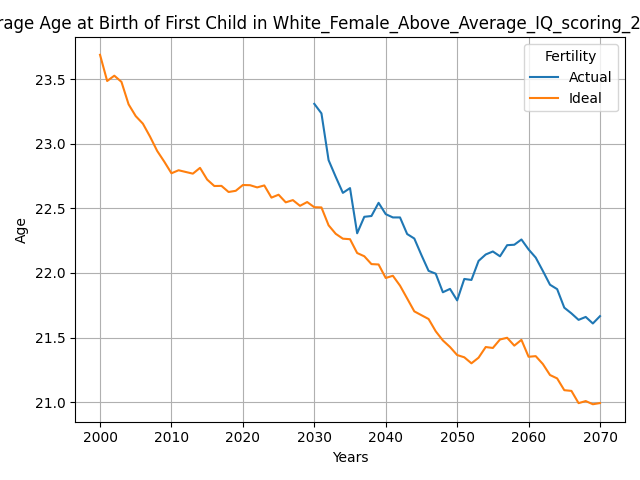 rage Age at Birth of First Child in White_Female_Above_Average_IQ_scoring_2
Fertility
Actual
Ideal
23.5
23.0
22.5
22.0
21.5
21.0
Age
2000 2010 2020 2030 2040 2050 2060 2070
Years